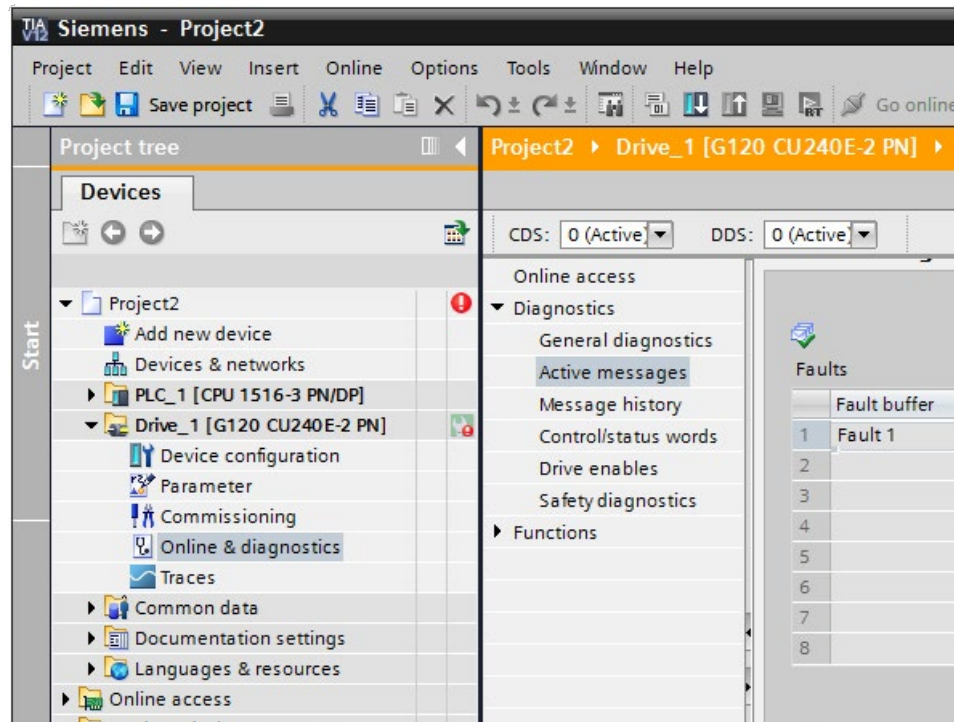 TIA V12 Siemens - Project2
Project Edit View Insert Online Options Tools Window Help
Save project Go online
Project tree
Project2 Drive_1 [G120 CU240E-2 PN]
Devices
CDS: 0 (Active) DDS: 0 (Active)
Start
Project2
Add new device
Devices & networks
PLC_1 [CPU 1516-3 PN/DP]
Drive_1 [G120 CU240E-2 PN]
Device configuration
Parameter
Commissioning
Online & diagnostics
Traces
Common data
Documentation settings
Languages & resources
Online access
Online access
Diagnostics
General diagnostics
Active messages
Message history
Control/status words
Drive enables
Safety diagnostics
Functions
Faults
Fault buffer
1 Fault 1
2
3
4
5
6
7
8